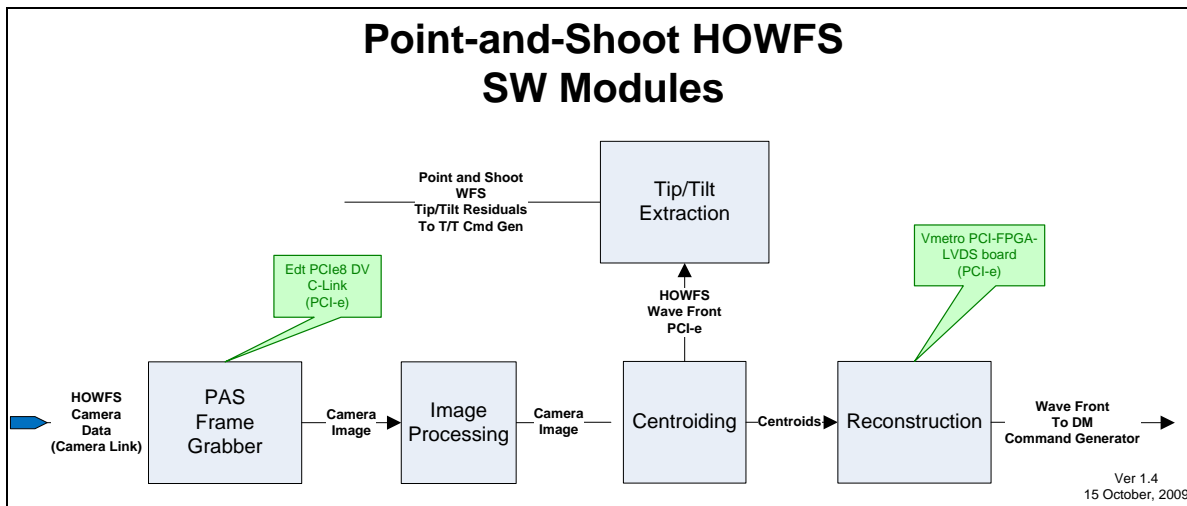 Point-and-Shoot HOWFS
SW Modules
Point and Shoot
WFS
Tip/Tilt Residuals
To T/T Cmd Gen
Tip/Tilt
Extraction
Vmetro PCI-FPGA-
LVDS board
(PCI-e)
Edt PCIe8 DV
C-Link
(PCI-e)
HOWFS
Wave Front
PCI-e
HOWFS
Camera
Data
(Camera Link)
PAS
Frame
Grabber
Camera
Image
Image
Processing
Camera
Image
Centroiding
Centroids
Reconstruction
Wave Front
To DM
Command Generator
Ver 1.4
15 October, 2009